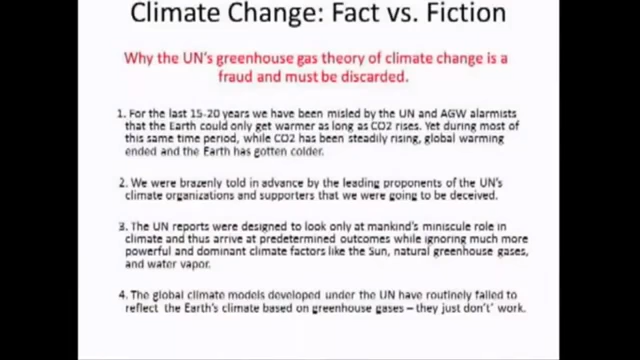 Climate Change: Fact vs. Fiction
Why the UN's greenhouse gas theory of climate change is a
fraud and must be discarded.
1. For the last 15-20 years we have been misled by the UN and AGW alarmists
that the Earth could only get warmer as long as CO2 rises. Yet during most of
this same time period, while CO2 has been steadily rising, global warming
ended and the Earth has gotten colder.
2. We were brazenly told in advance by the leading proponents of the UN's
climate organizations and supporters that we were going to be deceived.
3. The UN reports were designed to look only at mankind's miniscule role in
climate and thus arrive at predetermined outcomes while ignoring much more
powerful and dominant climate factors like the Sun, natural greenhouse gases,
and water vapor.
4. The global climate models developed under the UN have routinely failed to
reflect the Earth's climate based on greenhouse gases – they just don't' work.